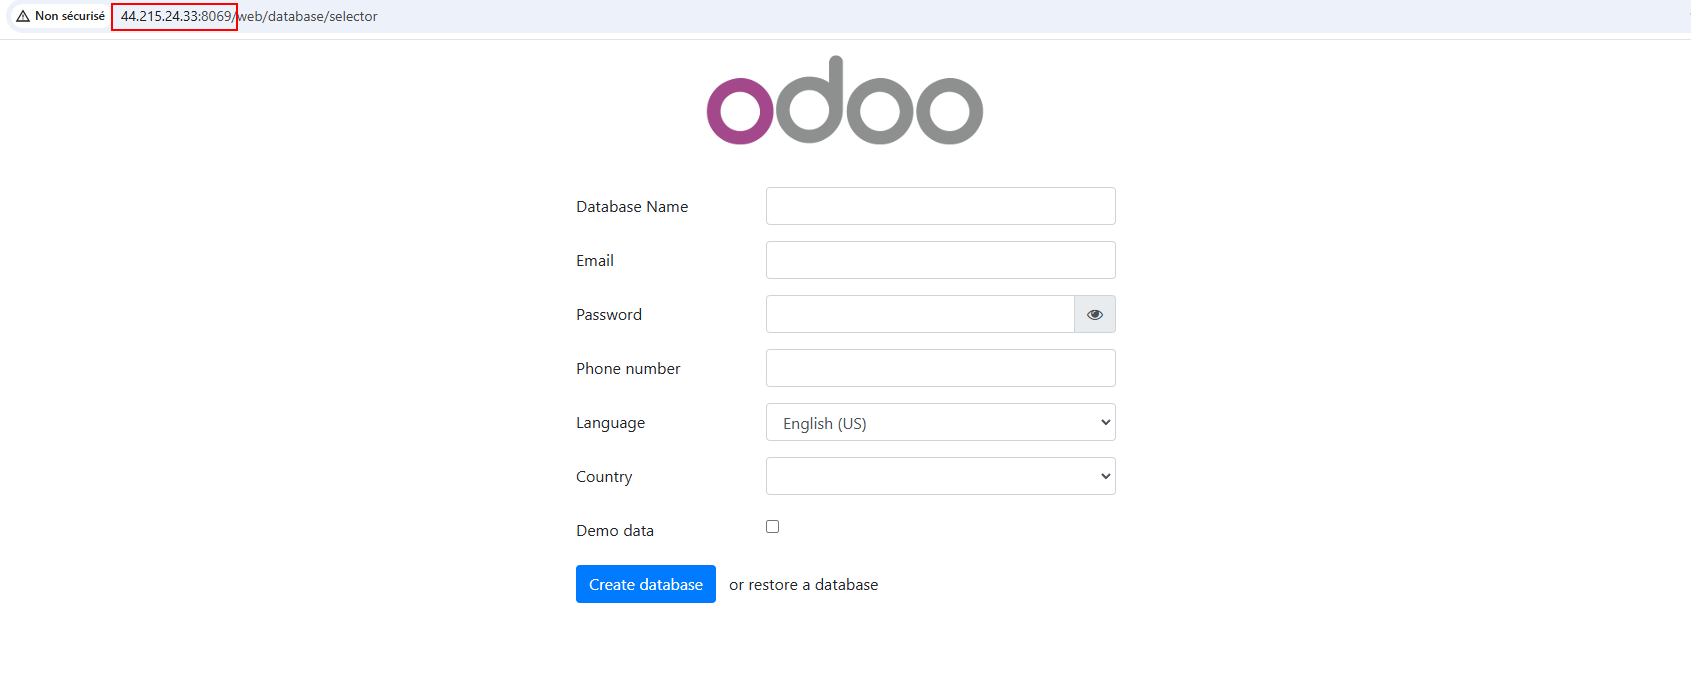 Non sécurisé 44.215.24.33:8069/web/database/selector
odoo
Database Name
Email
Password
Phone number
Language English (US)
Country
Demo data
Create database or restore a database